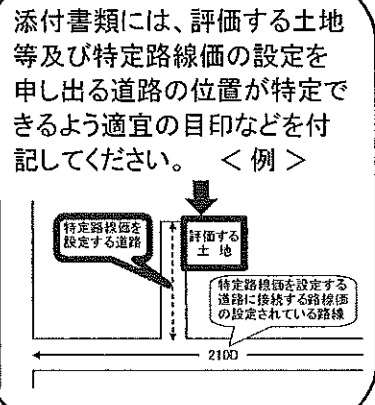 添付書類には、評価する土地
等及び特定路線価の設定を
申し出る道路の位置が特定で
きるよう適宜の目印などを付
記してください。 ＜例＞
特定路線価を
設定する道路
評価する
土地
特定路線価を設定する
道路に接続する路線価
の設定されている路線
210D